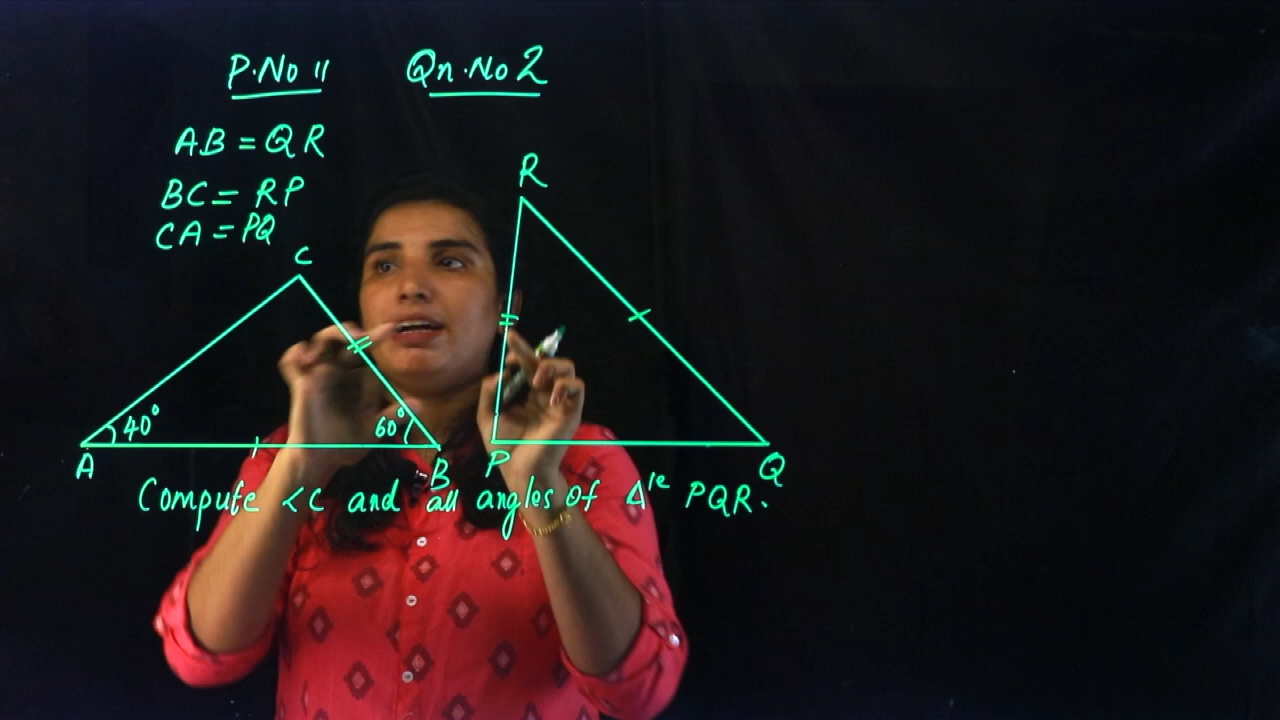 P.No 11 Qn.No 2
AB = QR
BC = RP
CA = PQ
C
R
40°
60°
A
B
P
Q
Compute <C and all angles of Δle PQR.